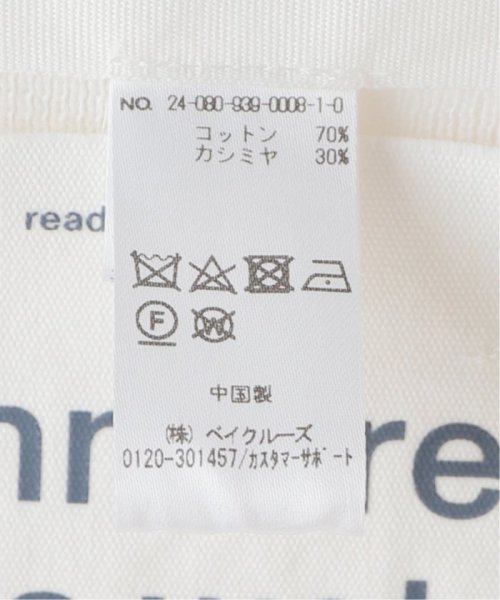 NO. 24-080-939-0008-1-0
コットン 70%
カシミヤ 30%
read
F
W
中国製
(株) ベイクルーズ
0120-301457/カスタマーサポート
re